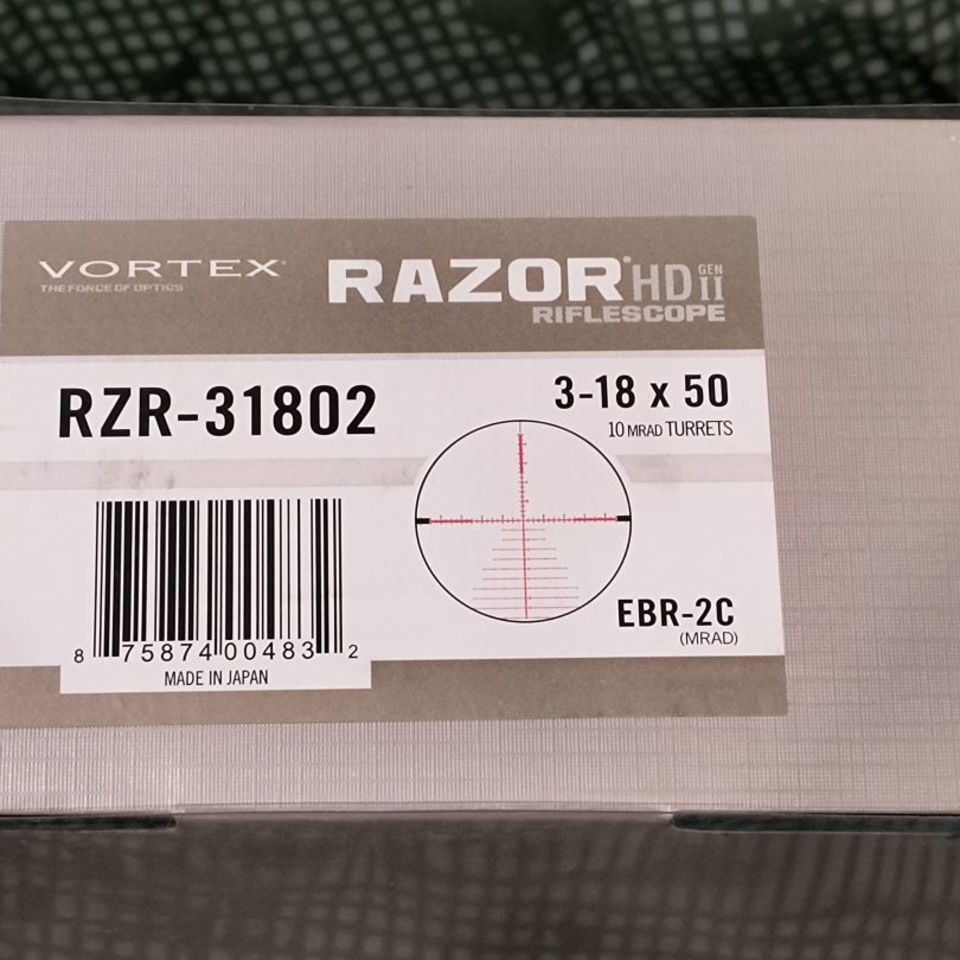 VORTEX®
THE FORCE OF OPTICS
RAZOR® HD GEN II
RIFLESCOPE
RZR-31802
3-18 x 50
10 MRAD TURRETS
EBR-2C
(MRAD)
8 75874 00483 2
MADE IN JAPAN